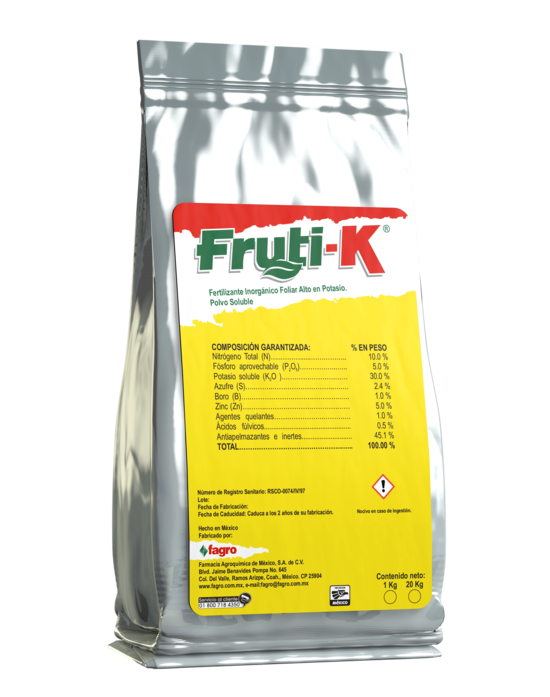 Fruti-K®
Fertilizante Inorgánico Foliar Alto en Potasio.
Polvo Soluble
COMPOSICIÓN GARANTIZADA: % EN PESO
Nitrógeno Total (N)........................................ 10.0 %
Fósforo aprovechable (P₂O₅)......................... 5.0 %
Potasio soluble (K₂O )................................... 30.0 %
Azufre (S)..................................................... 2.4 %
Boro (B)........................................................ 1.0 %
Zinc (Zn)....................................................... 5.0 %
Agentes quelantes......................................... 1.0 %
Ácidos fúlvicos.............................................. 0.5 %
Antiapelmazantes e inertes........................... 45.1 %
TOTAL.......................................................... 100.00 %
Número de Registro Sanitario: RSCO-0074/IV/97
Lote:
Fecha de Fabricación:
Fecha de Caducidad: Caduca a los 2 años de su fabricación.
!
Nocivo en caso de ingestión.
Hecho en México
Fabricado por:
fagro
Farmacia Agroquímica de México, S.A. de C.V.
Blvd. Jaime Benavides Pompa No. 645
Col. Del Valle, Ramos Arizpe, Coah., México. CP 25904
www.fagro.com.mx, e-mail:fagro@fagro.com.mx
Servicio al cliente
01 800 718 4350
MÉXICO
Contenido neto:
1 Kg 20 Kg